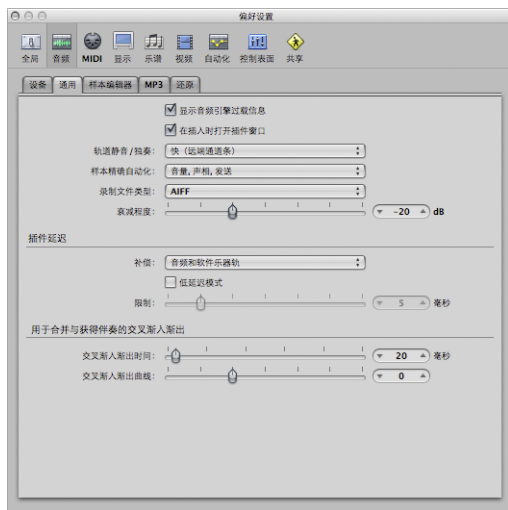 偏好设置
全局 音频 MIDI 显示 乐谱 视频 自动化 控制表面 共享
设备 通用 样本编辑器 MP3 还原
显示音频引擎过载信息
在插入时打开插件窗口
轨道静音/独奏: 快（远端通道条）
样本精确自动化: 音量, 声相, 发送
录制文件类型: AIFF
衰减程度: -20 dB
插件延迟
补偿: 音频和软件乐器轨
低延迟模式
限制: 5 毫秒
用于合并与获得伴奏的交叉渐入渐出
交叉渐入渐出时间: 20 毫秒
交叉渐入渐出曲线: 0